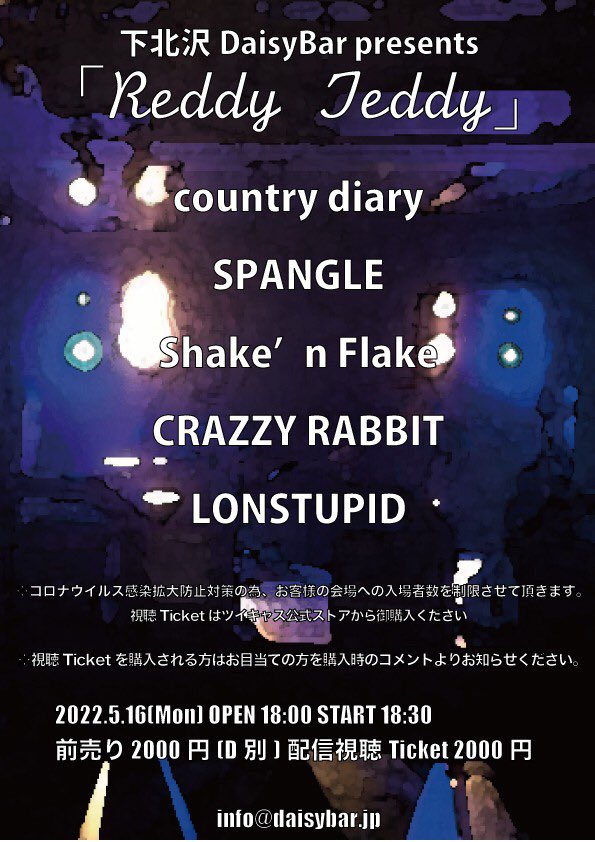 下北沢 DaisyBar presents
「Reddy Teddy」
country diary
SPANGLE
Shake’n Flake
CRAZZY RABBIT
LONSTUPID
※コロナウイルス感染拡大防止対策の為、お客様の会場への入場者数を制限させて頂きます。
視聴 Ticket はツイキャス公式ストアから御購入ください
※視聴 Ticket を購入される方はお目当ての方を購入時のコメントよりお知らせください。
2022.5.16(Mon) OPEN 18:00 START 18:30
前売り 2000 円 (D 別 ) 配信視聴 Ticket 2000 円
info@daisybar.jp